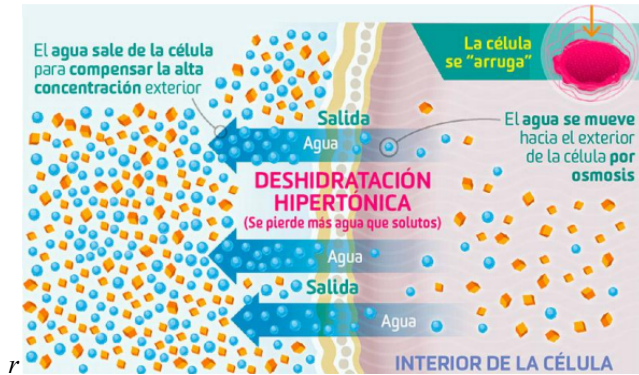 El agua sale de la célula
para compensar la alta
concentración exterior
La célula
se "arruga"
Salida
Agua
El agua se mueve
hacia el exterior
de la célula por
osmosis
DESHIDRATACIÓN
HIPERTÓNICA
(Se pierde más agua que solutos)
Agua
Salida
Agua
INTERIOR DE LA CÉLULA
r